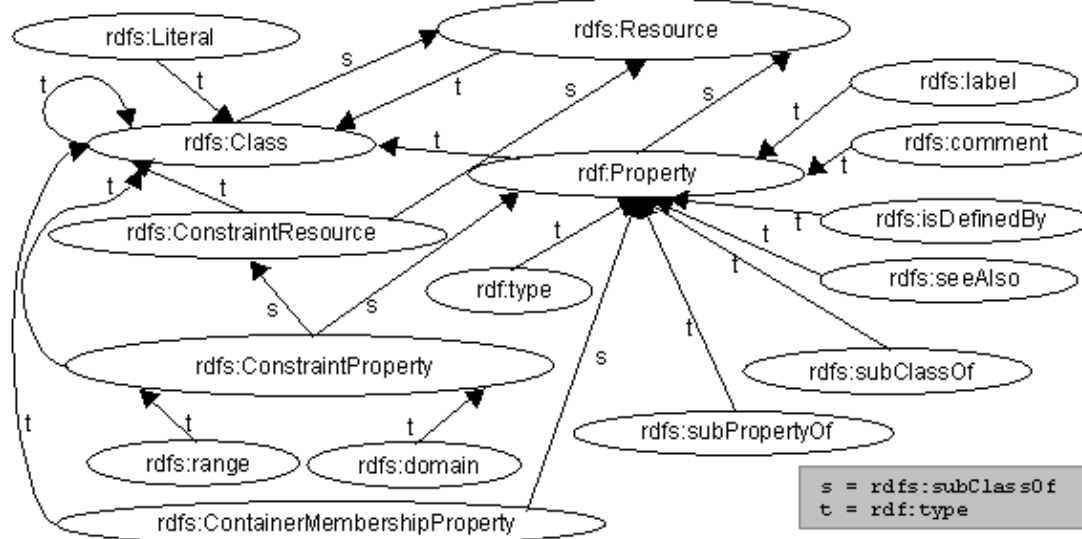 rdfs:Literal
rdfs:Resource
s
t
t
s
t
s
rdfs:label
t
rdfs:Class
t
rdfs:comment
rdf:Property
t
t
t
rdfs:ConstraintResource
t
rdfs:isDefinedBy
t
t
rdfs:seeAlso
rdf:type
t
s
s
t
rdfs:ConstraintProperty
s
rdfs:subClassOf
t
t
t
rdfs:subPropertyOf
rdfs:range
rdfs:domain
s = rdfs:subClassOf
t = rdf:type
rdfs:ContainerMembershipProperty